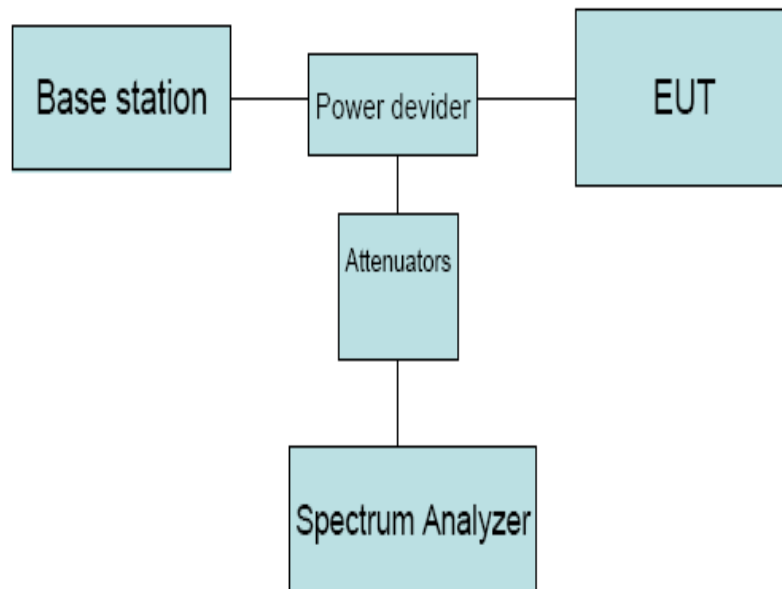 Base station
Power devider
EUT
Attenuators
Spectrum Analyzer